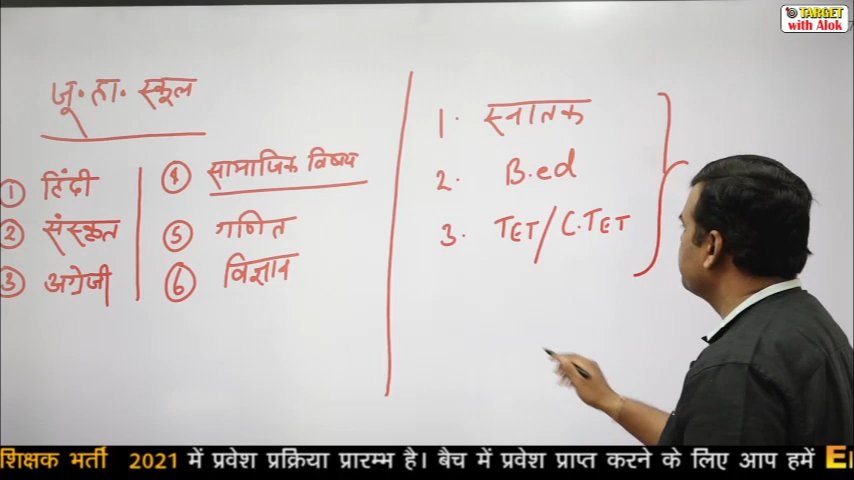 TARGET
with Alok
जू. हा. स्कूल
① हिंदी
② संस्कृत
③ अग्रेजी
④ सामाजिक विषय
⑤ गणित
⑥ विज्ञान
1. स्नातक
2. B.ed
3. TET/C.TET
शिक्षक भर्ती 2021 में प्रवेश प्रक्रिया प्रारम्भ है। बैच में प्रवेश प्राप्त करने के लिए आप हमें